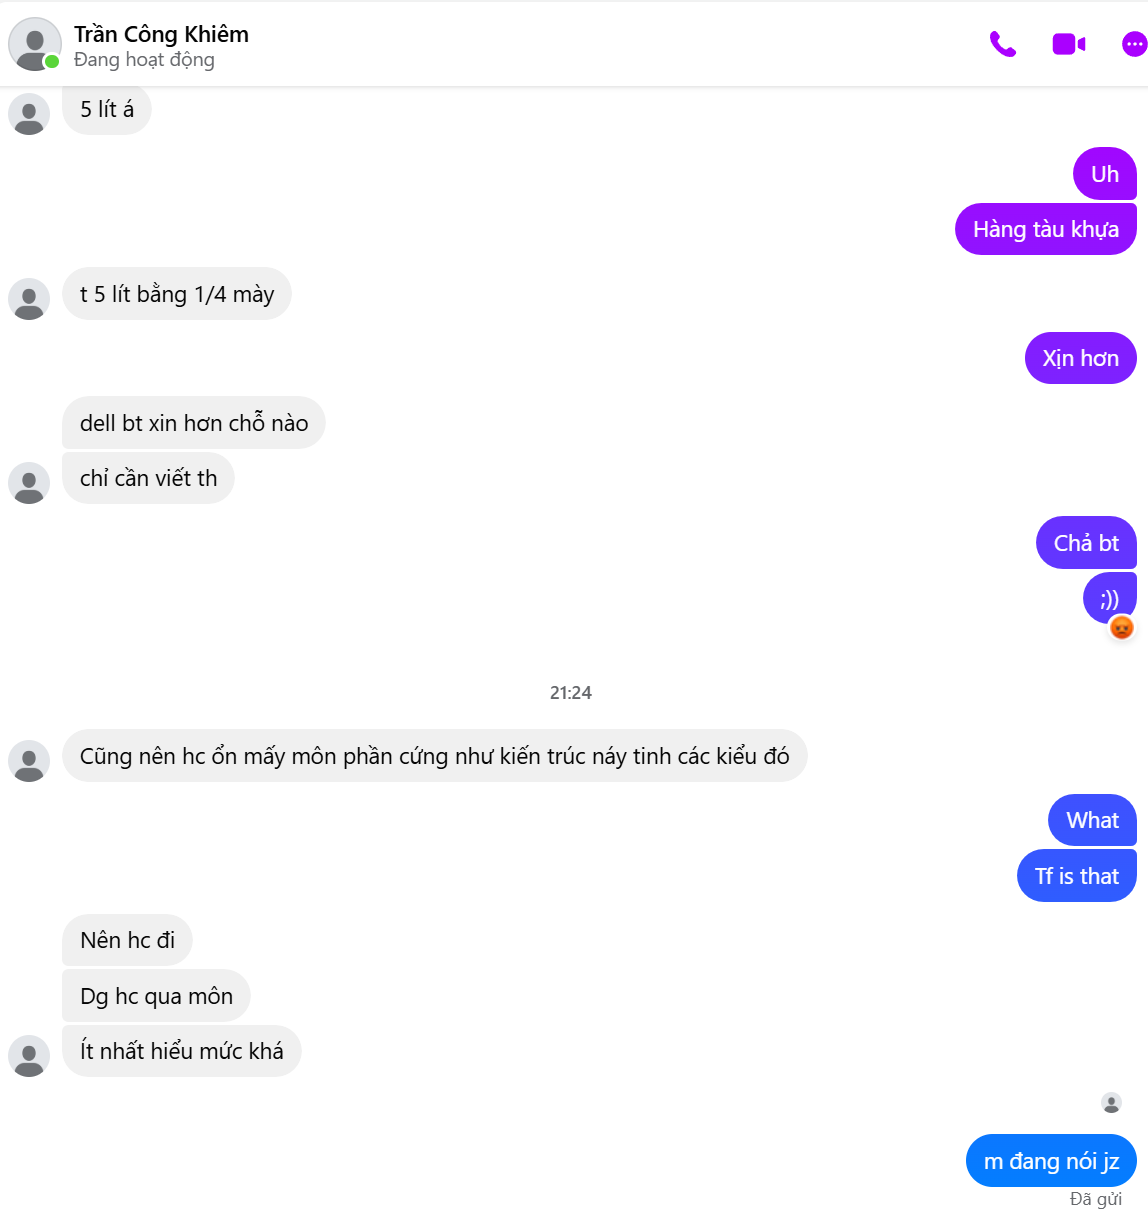 Trần Công Khiêm
Đang hoạt động
5 lít á
Uh
Hàng tàu khựa
t 5 lít bằng 1/4 mày
Xịn hơn
dell bt xin hơn chỗ nào
chỉ cần viết th
Chả bt
;))
21:24
Cũng nên hc ổn mấy môn phần cứng như kiến trúc náy tinh các kiểu đó
What
Tf is that
Nên hc đi
Dg hc qua môn
Ít nhất hiểu mức khá
m đang nói jz
Đã gửi